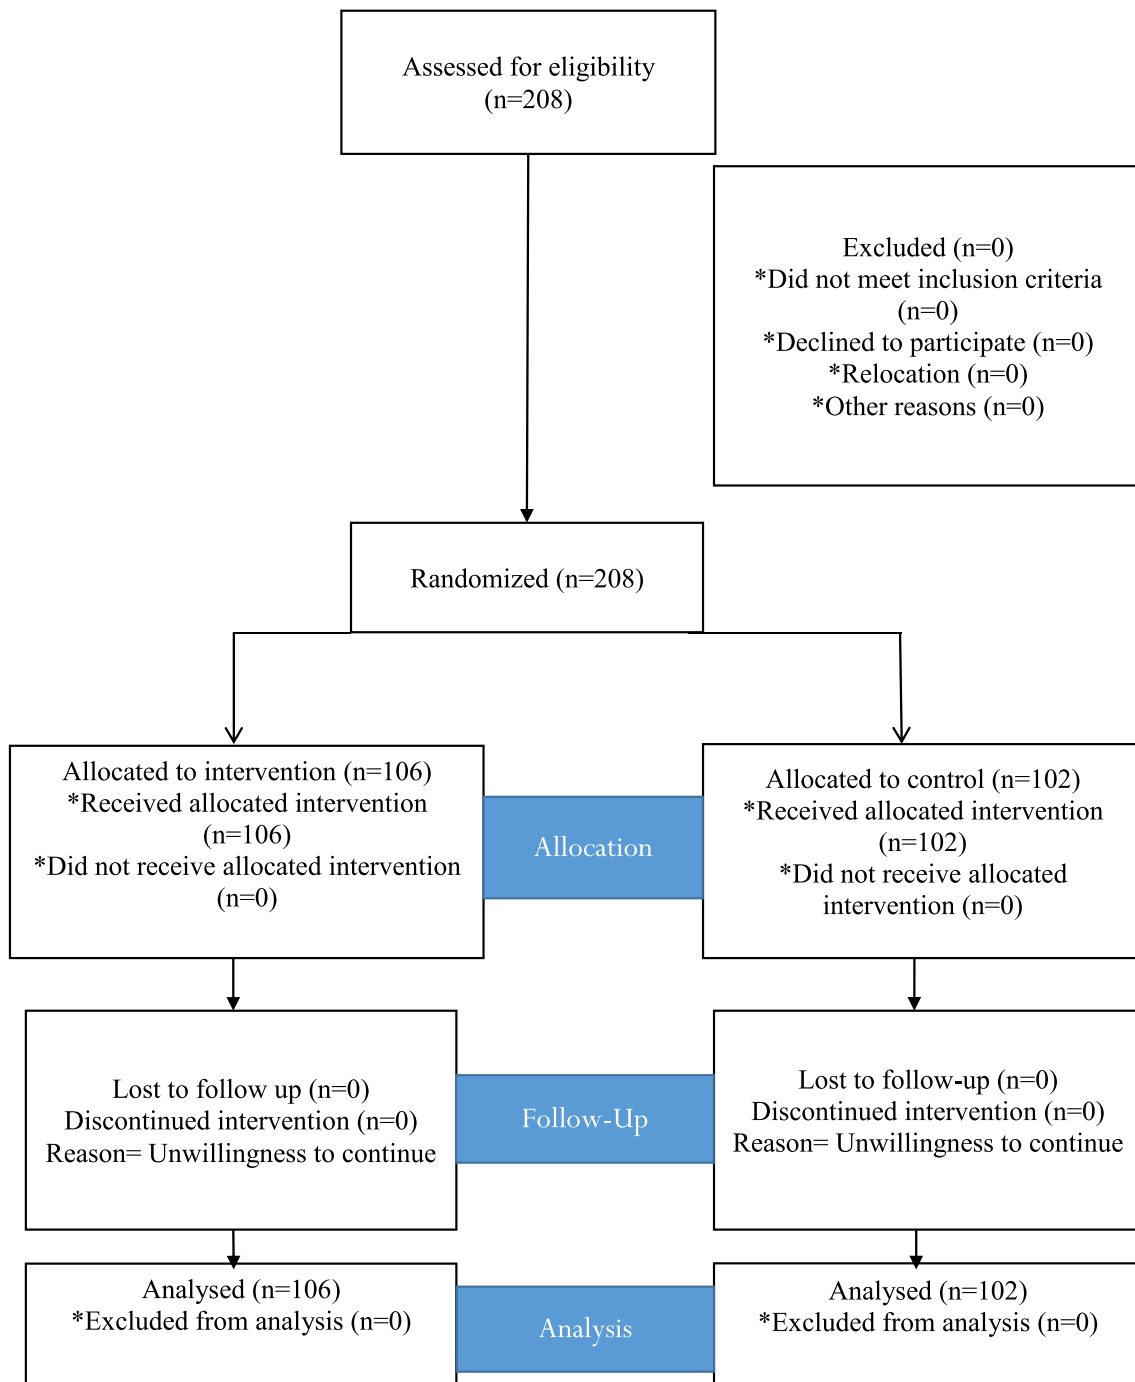 Assessed for eligibility
(n=208)
Excluded (n=0)
*Did not meet inclusion criteria
(n=0)
*Declined to participate (n=0)
*Relocation (n=0)
*Other reasons (n=0)
Randomized (n=208)
Allocated to intervention (n=106)
*Received allocated intervention
(n=106)
*Did not receive allocated intervention
(n=0)
Allocation
Allocated to control (n=102)
*Received allocated intervention
(n=102)
*Did not receive allocated
intervention (n=0)
Lost to follow up (n=0)
Discontinued intervention (n=0)
Reason= Unwillingness to continue
Follow-Up
Lost to follow-up (n=0)
Discontinued intervention (n=0)
Reason= Unwillingness to continue
Analysed (n=106)
*Excluded from analysis (n=0)
Analysis
Analysed (n=102)
*Excluded from analysis (n=0)